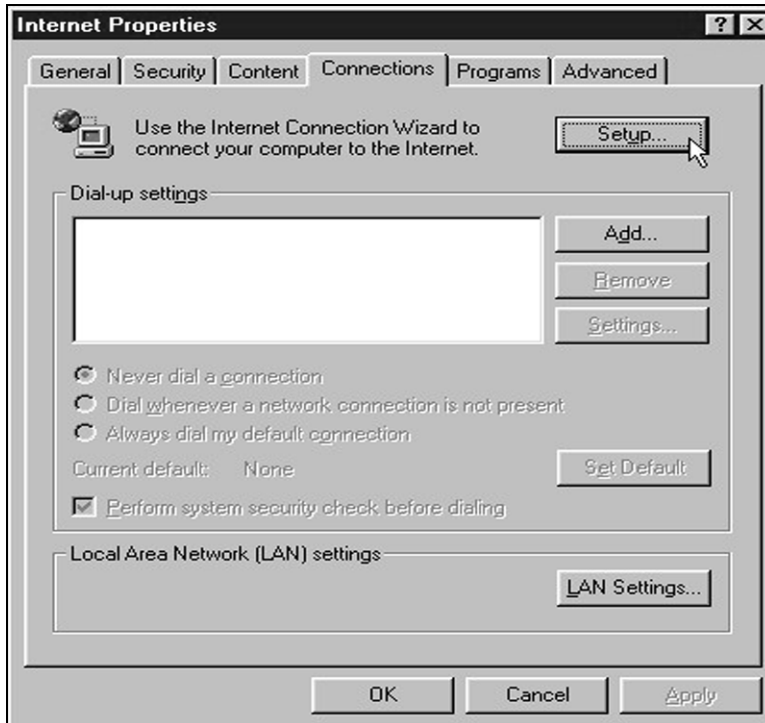 Internet Properties
General Security Content Connections Programs Advanced
Use the Internet Connection Wizard to
connect your computer to the Internet.
Setup...
Dial-up settings
Add...
Remove
Settings...
Never dial a connection
Dial whenever a network connection is not present
Always dial my default connection
Current default: None
Set Default
Perform system security check before dialing
Local Area Network (LAN) settings
LAN Settings...
OK Cancel Apply